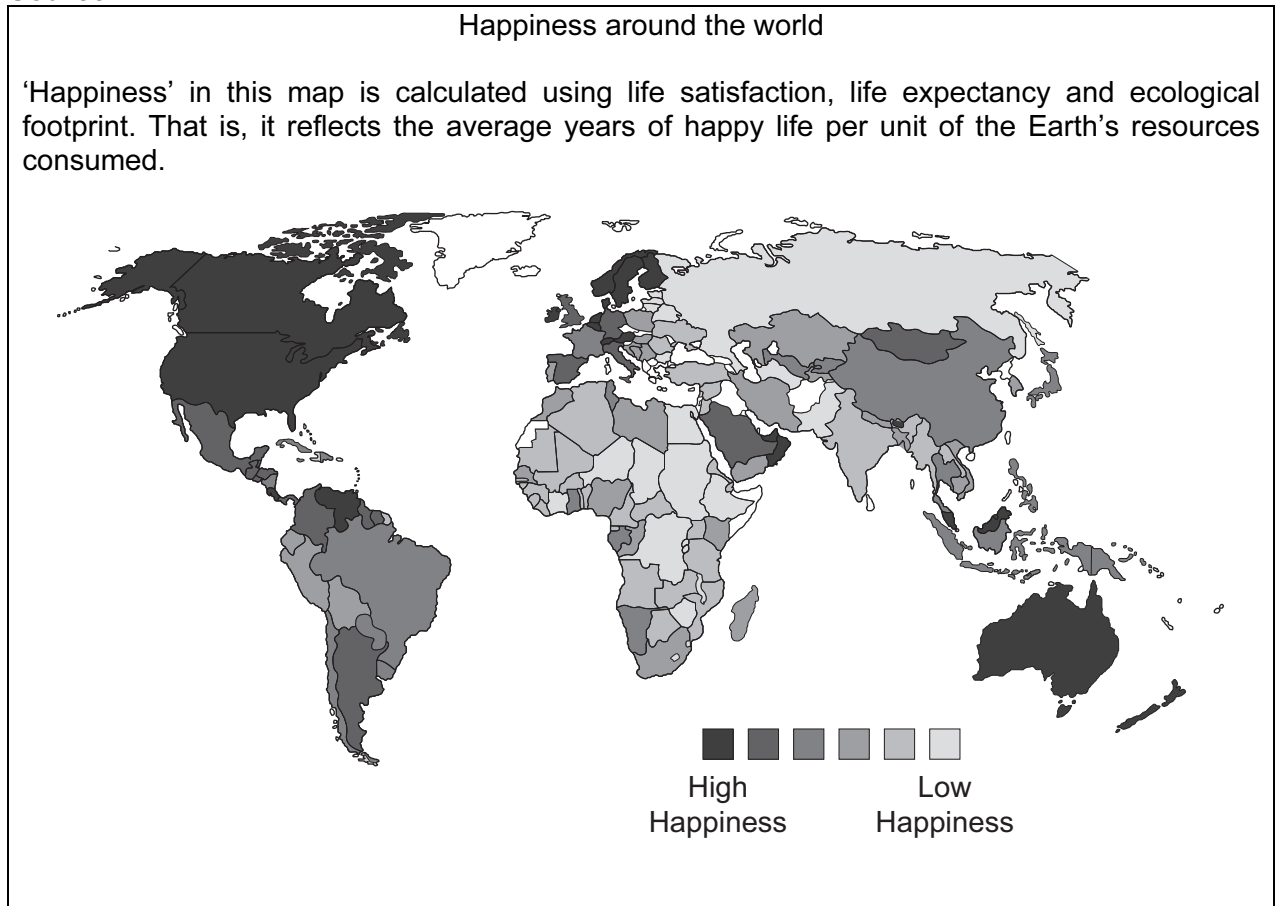 Happiness around the world
‘Happiness’ in this map is calculated using life satisfaction, life expectancy and ecological
footprint. That is, it reflects the average years of happy life per unit of the Earth’s resources
consumed.
High Low
Happiness Happiness